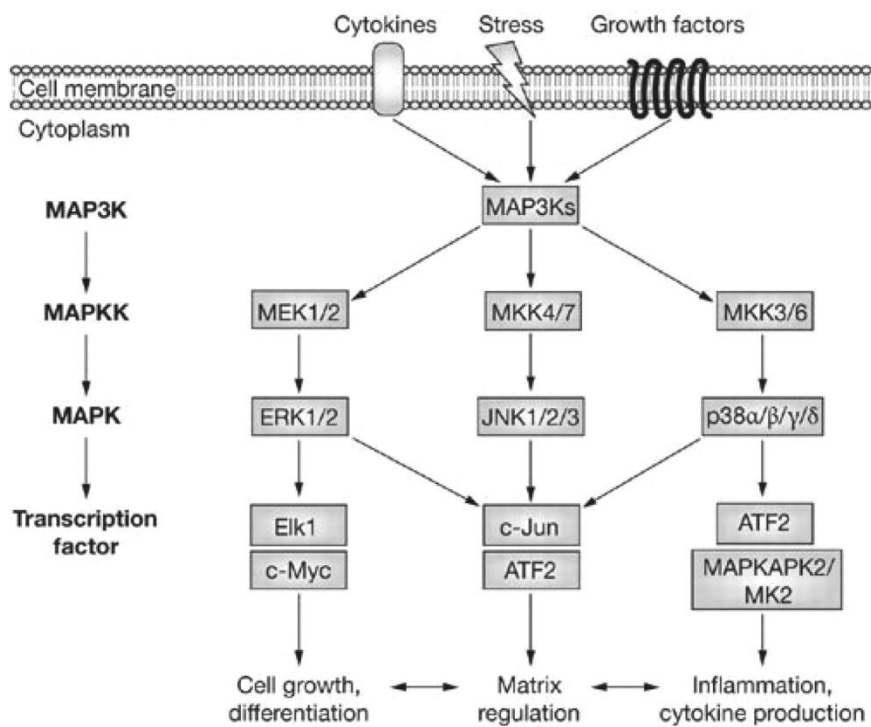 Cytokines Stress Growth factors
Cell membrane
Cytoplasm
MAP3K MAP3Ks
MAPKK MEK1/2 MKK4/7 MKK3/6
MAPK ERK1/2 JNK1/2/3 p38α/β/γ/δ
Transcription
factor
Elk1 c-Jun ATF2
c-Myc ATF2 MAPKAPK2/
MK2
Cell growth,
differentiation
Matrix
regulation
Inflammation,
cytokine production